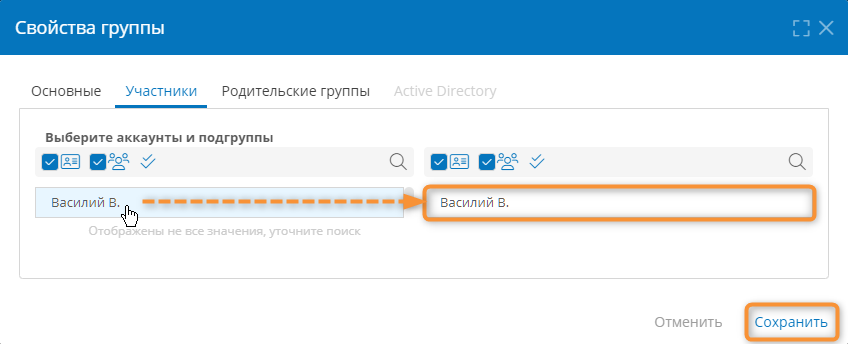 Свойства группы
Основные Участники Родительские группы Active Directory
Выберите аккаунты и подгруппы
Василий В. Василий В.
Отображены не все значения, уточните поиск
Отменить Сохранить